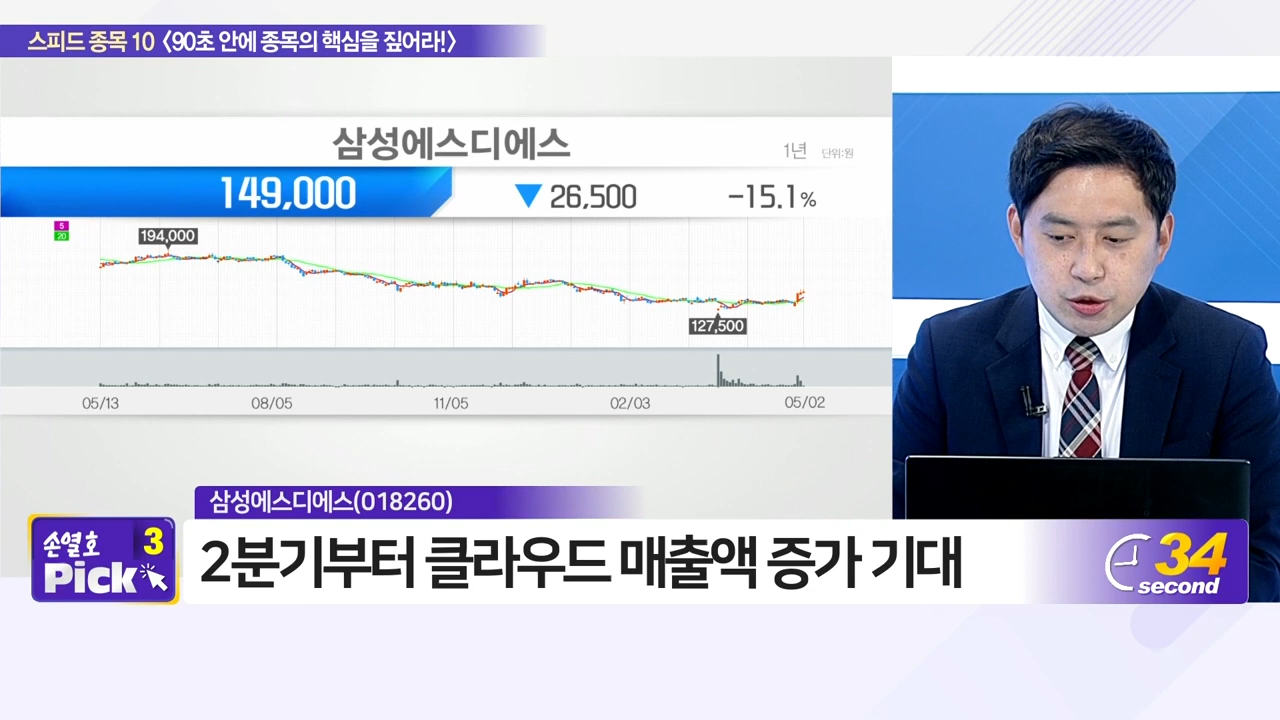 스피드 종목 10 〈90초 안에 종목의 핵심을 짚어라!〉
삼성에스디에스
1년 단위:원
149,000 ▼ 26,500 -15.1%
5
20
194,000
127,500
05/13 08/05 11/05 02/03 05/02
삼성에스디에스(018260)
손열호 3
Pick
2분기부터 클라우드 매출액 증가 기대
34
second